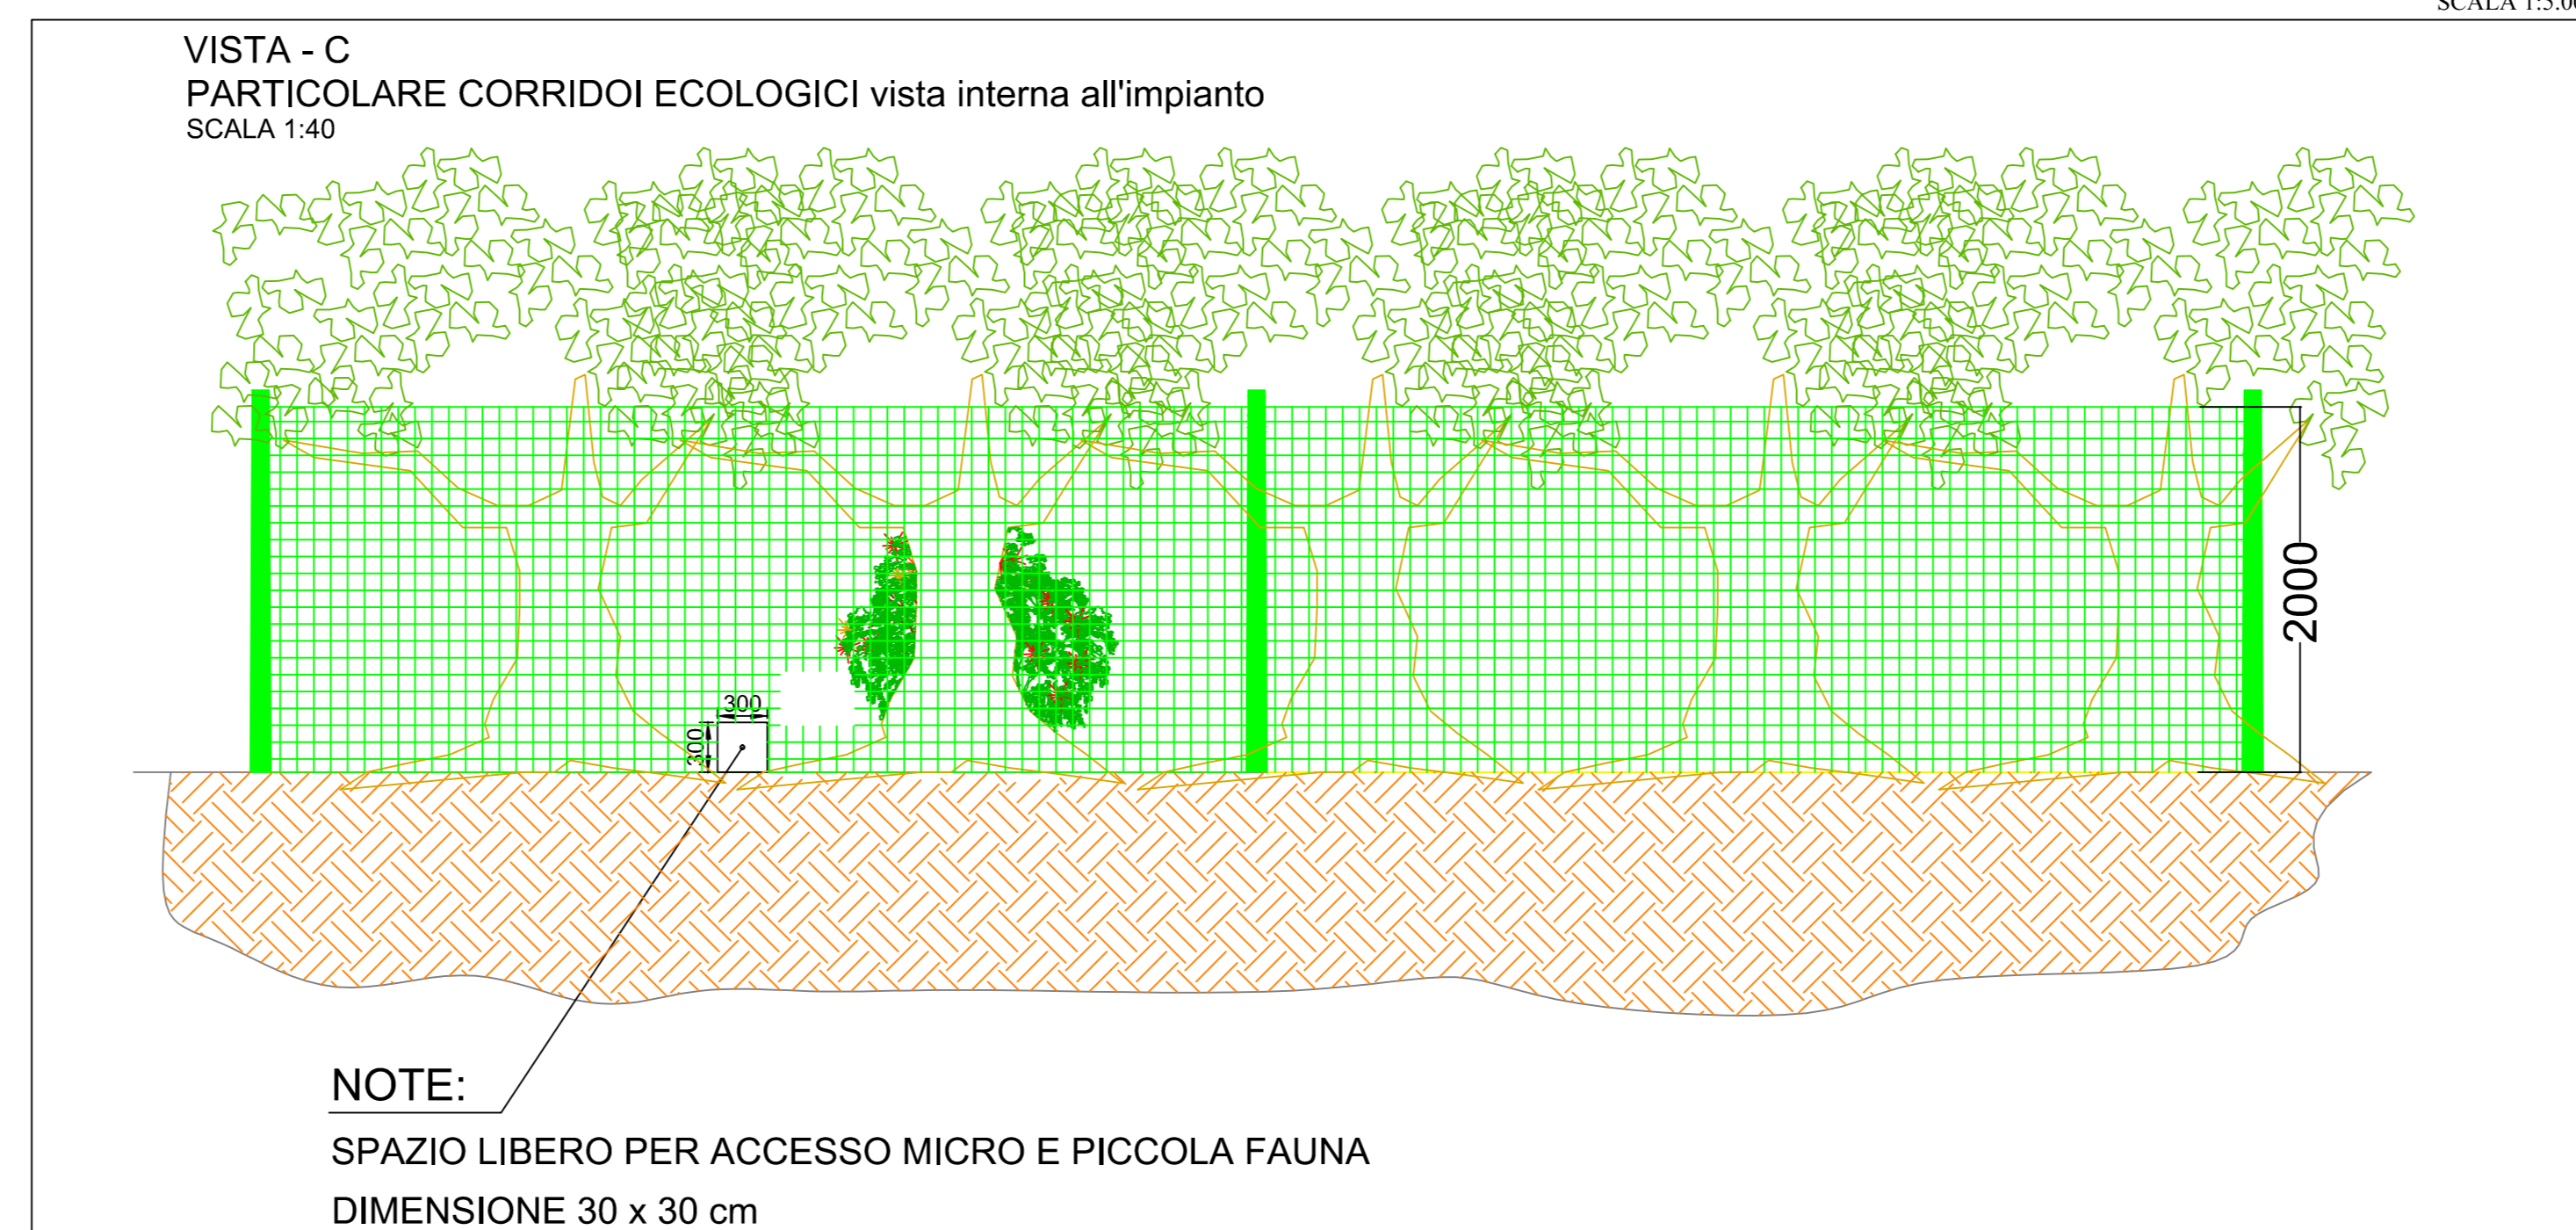 VISTA - C
PARTICOLARE CORRIDOI ECOLOGICI vista interna all'impianto
SCALA 1:40
300
300
2000
NOTE:
SPAZIO LIBERO PER ACCESSO MICRO E PICCOLA FAUNA
DIMENSIONE 30 x 30 cm